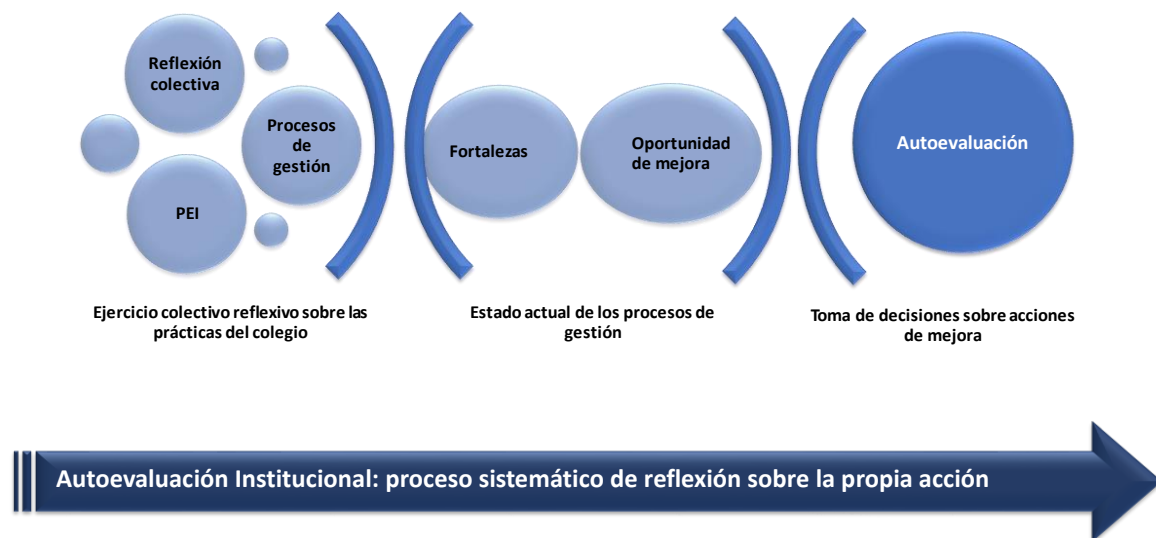 Reflexión
colectiva
Procesos
de
gestión
PEI
Fortalezas
Oportunidad
de mejora
Autoevaluación
Ejercicio colectivo reflexivo sobre las
prácticas del colegio
Estado actual de los procesos de
gestión
Toma de decisiones sobre acciones
de mejora
Autoevaluación Institucional: proceso sistemático de reflexión sobre la propia acción